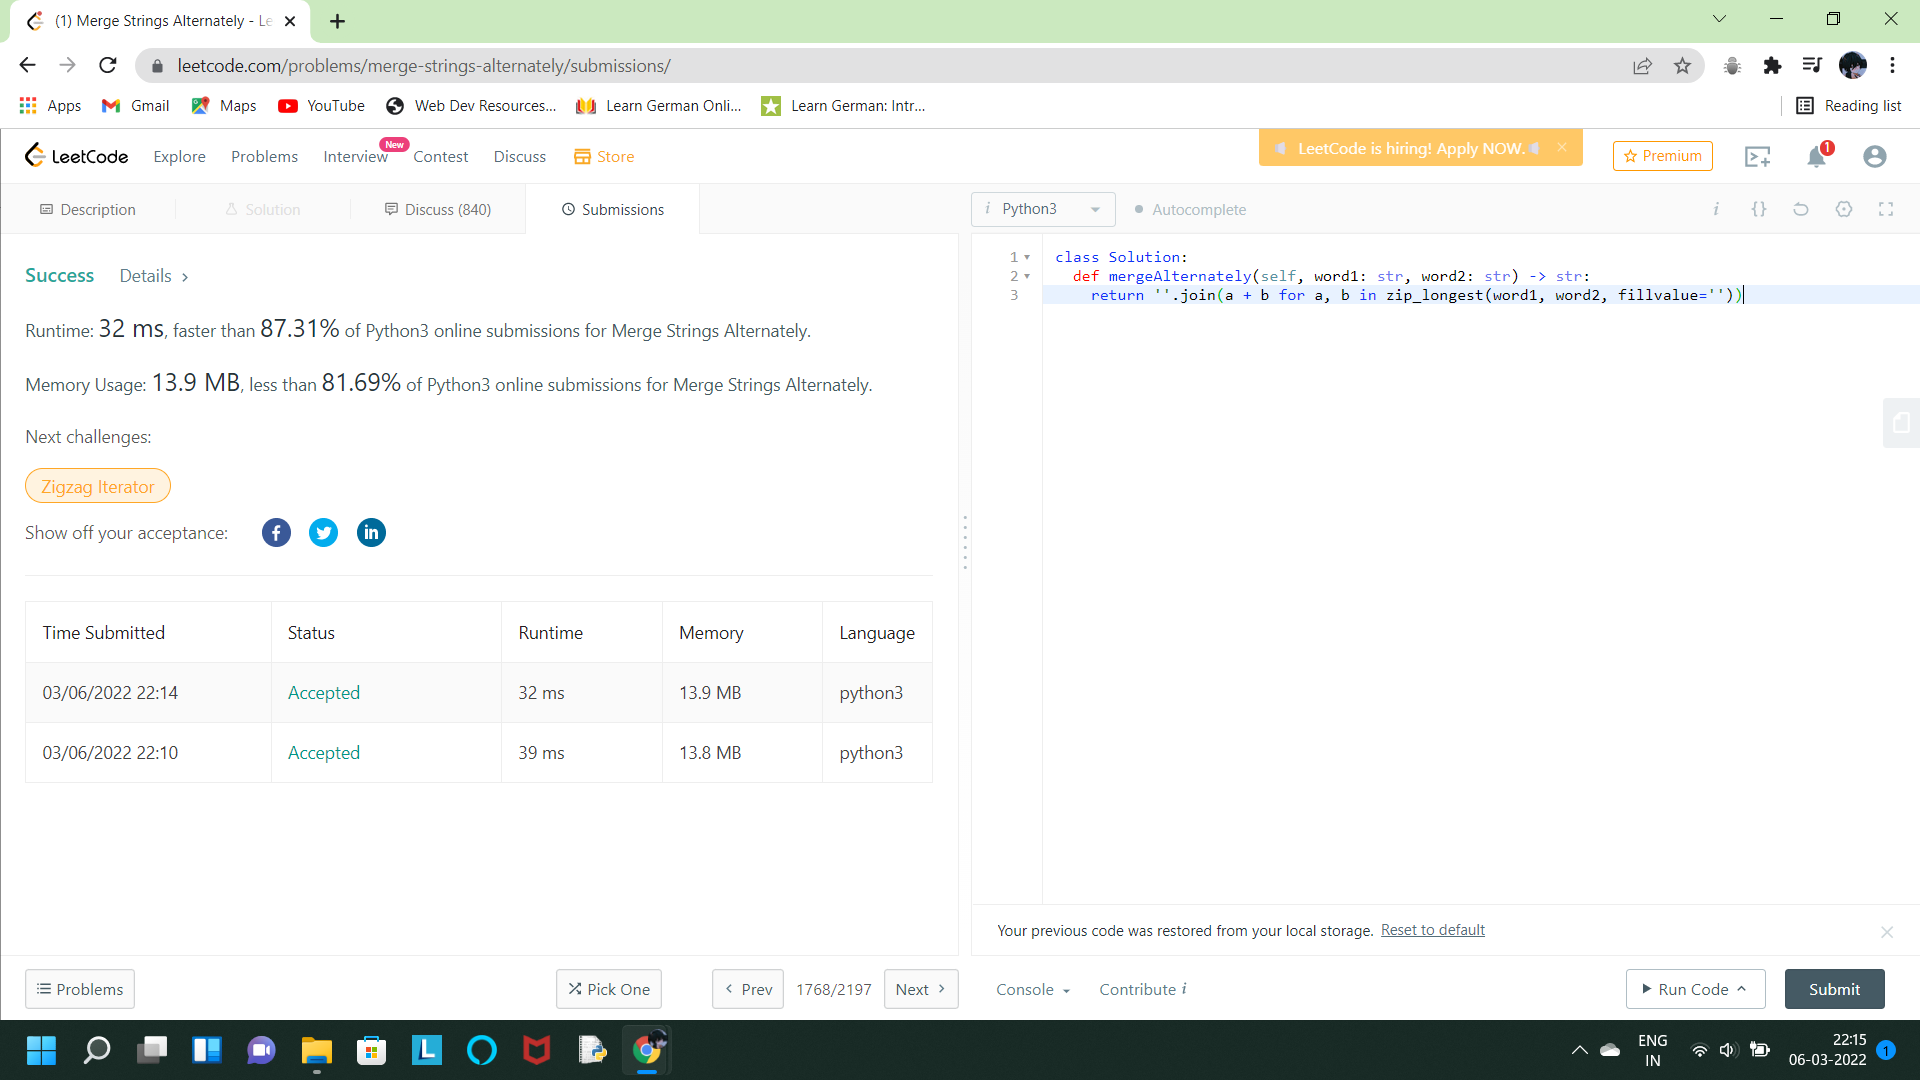 (1) Merge Strings Alternately - Le
leetcode.com/problems/merge-strings-alternately/submissions/
Apps Gmail Maps YouTube Web Dev Resources... Learn German Onli... Learn German: Intr... Reading list
LeetCode Explore Problems Interview New Contest Discuss Store LeetCode is hiring! Apply NOW. Premium 1
Description Solution Discuss (840) Submissions
i Python3 Autocomplete i {}
Success Details >
Runtime: 32 ms, faster than 87.31% of Python3 online submissions for Merge Strings Alternately.
Memory Usage: 13.9 MB, less than 81.69% of Python3 online submissions for Merge Strings Alternately.
Next challenges:
Zigzag Iterator
Show off your acceptance:
Time Submitted Status Runtime Memory Language
03/06/2022 22:14 Accepted 32 ms 13.9 MB python3
03/06/2022 22:10 Accepted 39 ms 13.8 MB python3
1 class Solution:
2 def mergeAlternately(self, word1: str, word2: str) -> str:
3 return ''.join(a + b for a, b in zip_longest(word1, word2, fillvalue=''))
Your previous code was restored from your local storage. Reset to default
Problems Pick One < Prev 1768/2197 Next > Console Contribute i Run Code Submit
ENG
IN
22:15
06-03-2022
1